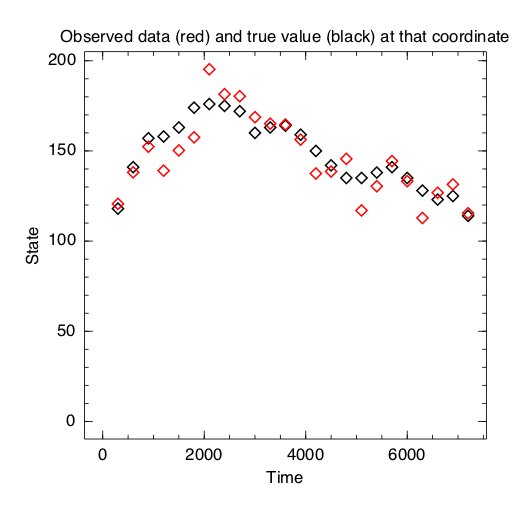 Observed data (red) and true value (black) at that coordinate
200
150
100
50
0
State
0 2000 4000 6000
Time